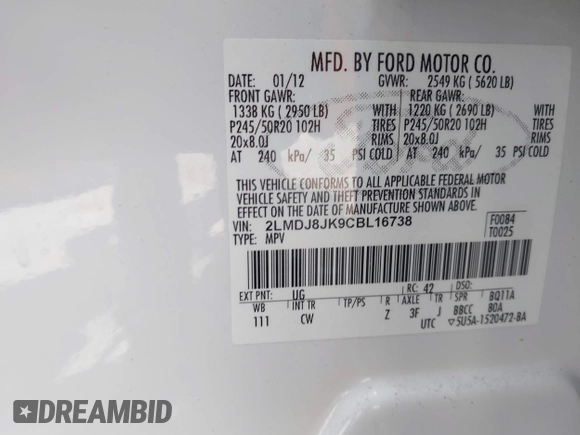 MFD. BY FORD MOTOR CO.
DATE: 01/12 GVWR: 2549 KG ( 5620 LB)
FRONT GAWR: REAR GAWR:
1338 KG ( 2950 LB) WITH 1220 KG ( 2690 LB) WITH
P245/50R20 102H TIRES P245/50R20 102H TIRES
20x8.0J RIMS 20x8.0J RIMS
AT 240 kPa/ 35 PSI COLD AT 240 kPa/ 35 PSI COLD
THIS VEHICLE CONFORMS TO ALL APPLICABLE FEDERAL MOTOR
VEHICLE SAFETY AND THEFT PREVENTION STANDARDS IN
EFFECT ON THE DATE OF MANUFACTURE SHOWN ABOVE.
VIN: 2LMDJ8JK9CBL16738 F0084
TYPE: MPV T0025
EXT PNT: UG RC: 42 DSO:
WB INT TR TP/PS R AXLE TR SPR BQ11A
111 CW Z 3F J BBCC BOA
UTC ▽5U5A-1520472-BA
DREAMBID